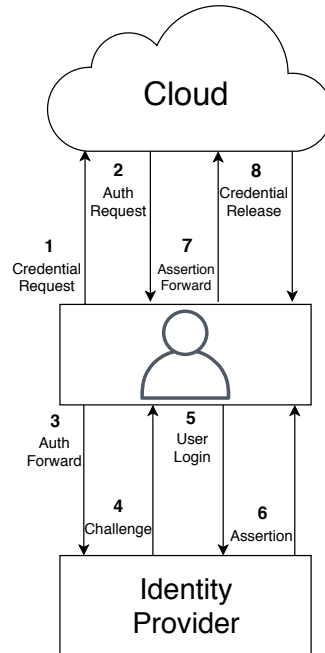 Cloud
2
Auth
Request
8
Credential
Release
1
Credential
Request
7
Assertion
Forward
3
Auth
Forward
5
User
Login
4
Challenge
6
Assertion
Identity
Provider